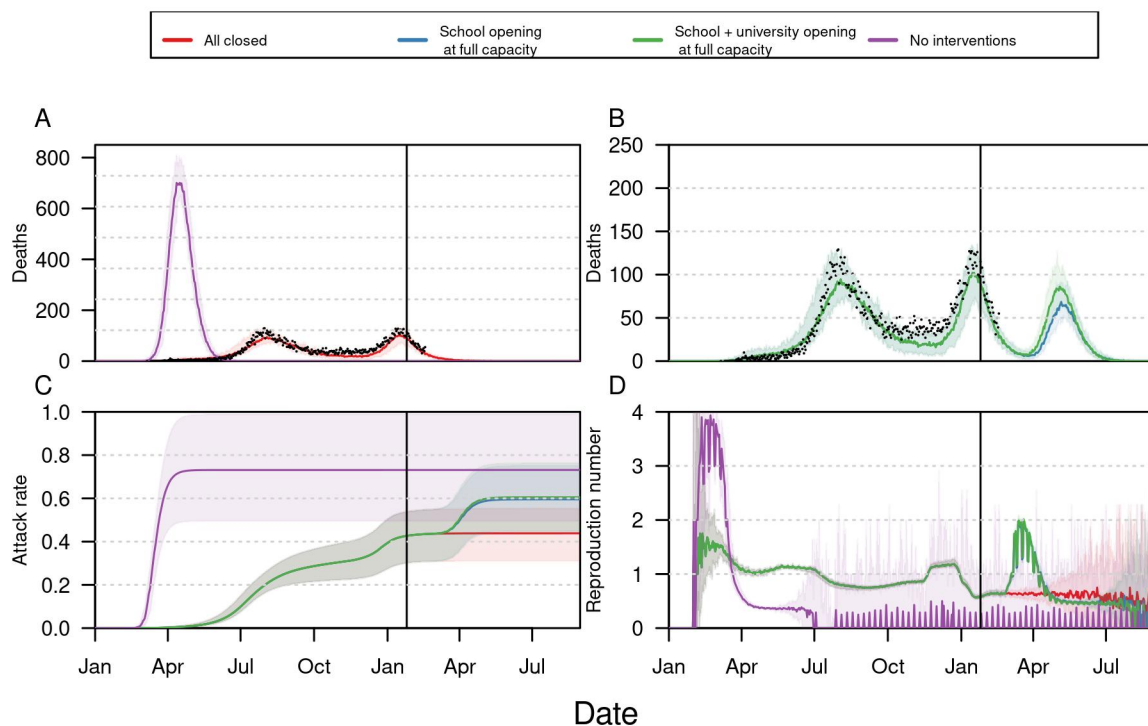 All closed
School opening
at full capacity
School + university opening
at full capacity
No interventions
A
B
Deaths
800
600
400
200
0
Deaths
250
200
150
100
50
0
C
D
Attack rate
1.0
0.8
0.6
0.4
0.2
0.0
Reproduction number
4
3
2
1
0
Jan Apr Jul Oct Jan Apr Jul
Jan Apr Jul Oct Jan Apr Jul
Date